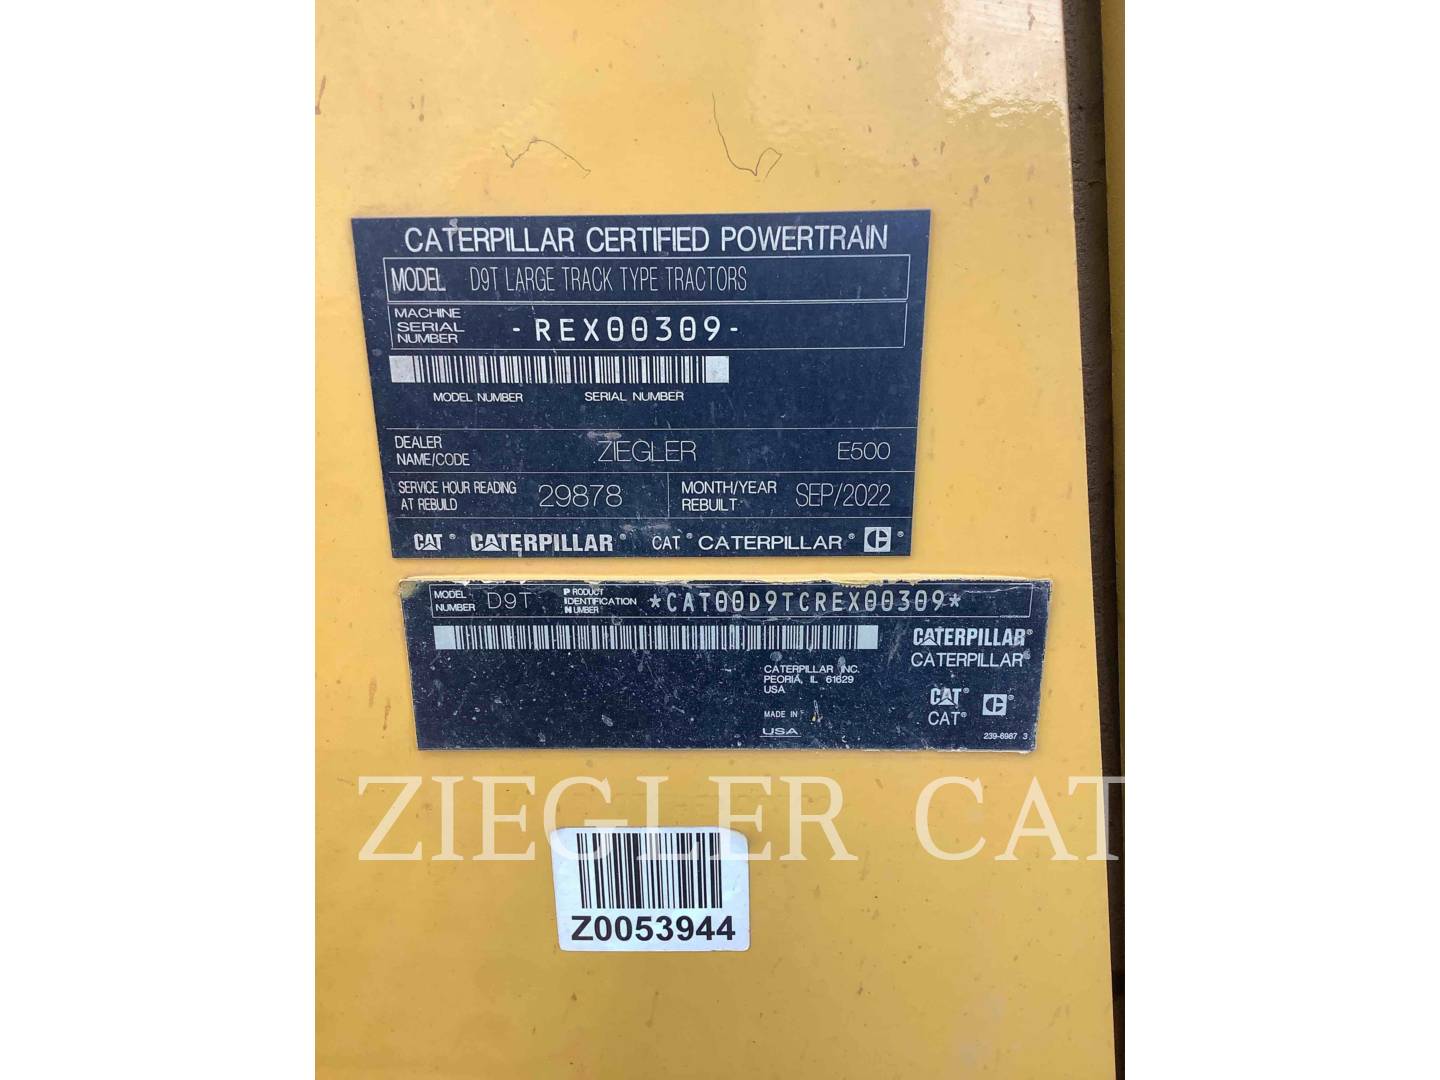 CATERPILLAR CERTIFIED POWERTRAIN
MODEL D9T LARGE TRACK TYPE TRACTORS
MACHINE
SERIAL
NUMBER
-REX00309-
MODEL NUMBER SERIAL NUMBER
DEALER
NAME/CODE
ZIEGLER E500
SERVICE HOUR READING
AT REBUILD
29878
MONTH/YEAR
REBUILT
SEP/2022
CAT® CATERPILLAR® CAT® CATERPILLAR® C®
MODEL
NUMBER
D9T
PRODUCT
IDENTIFICATION
NUMBER
*CAT00D9TCREX00309*
CATERPILLAR®
CATERPILLAR®
CATERPILLAR INC.
PEORIA, IL 61629
USA
CAT® C®
CAT®
MADE IN
USA
239-6987 3
ZIEGLER CAT
Z0053944